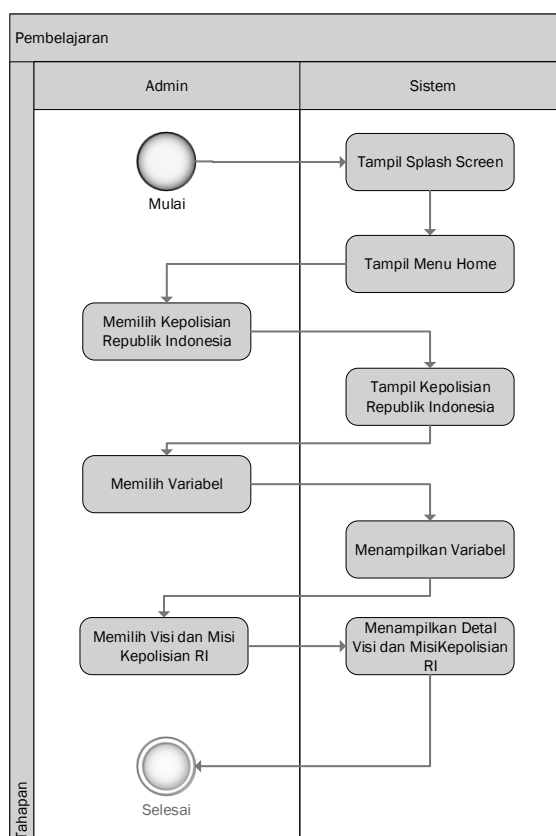 Pembelajaran
Admin
Sistem
Mulai
Tampil Splash Screen
Tampil Menu Home
Memilih Kepolisian
Republik Indonesia
Tampil Kepolisian
Republik Indonesia
Memilih Variabel
Menampilkan Variabel
Memilih Visi dan Misi
Kepolisian RI
Menampilkan Detal
Visi dan MisiKepolisian
RI
Selesai
Tahapan